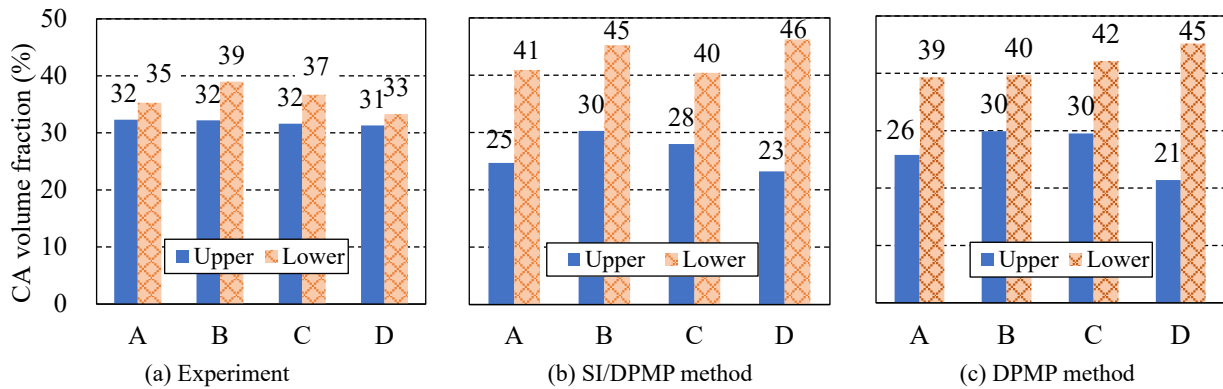 CA volume fraction (%)
50
40
30
20
10
0
32 35 32 39 32 37 31 33
Upper Lower
A B C D
(a) Experiment
25 41 30 45 28 40 23 46
Upper Lower
A B C D
(b) SI/DPMP method
26 39 30 40 30 42 21 45
Upper Lower
A B C D
(c) DPMP method